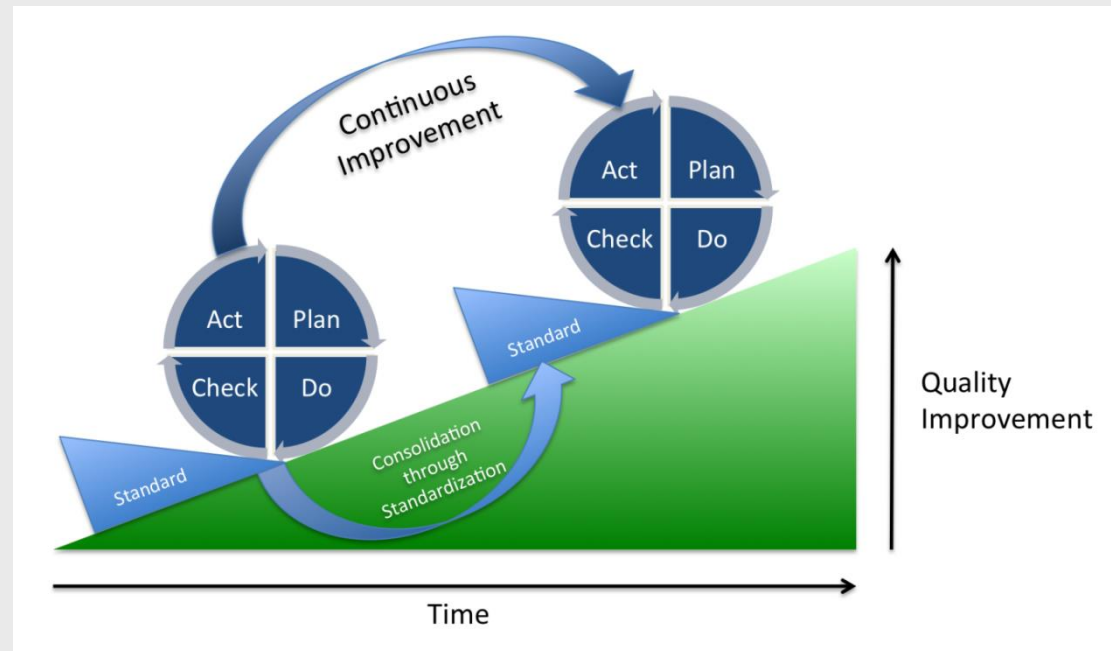 Continuous
Improvement
Act
Plan
Check
Do
Act
Plan
Check
Do
Standard
Standard
Consolidation
through
Standardization
Quality
Improvement
Time